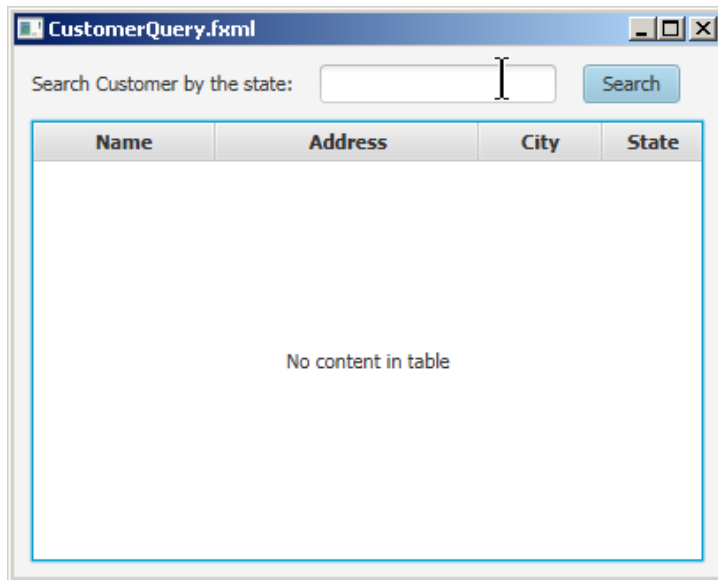 CustomerQuery.fxml
Search Customer by the state: Search
Name Address City State
No content in table